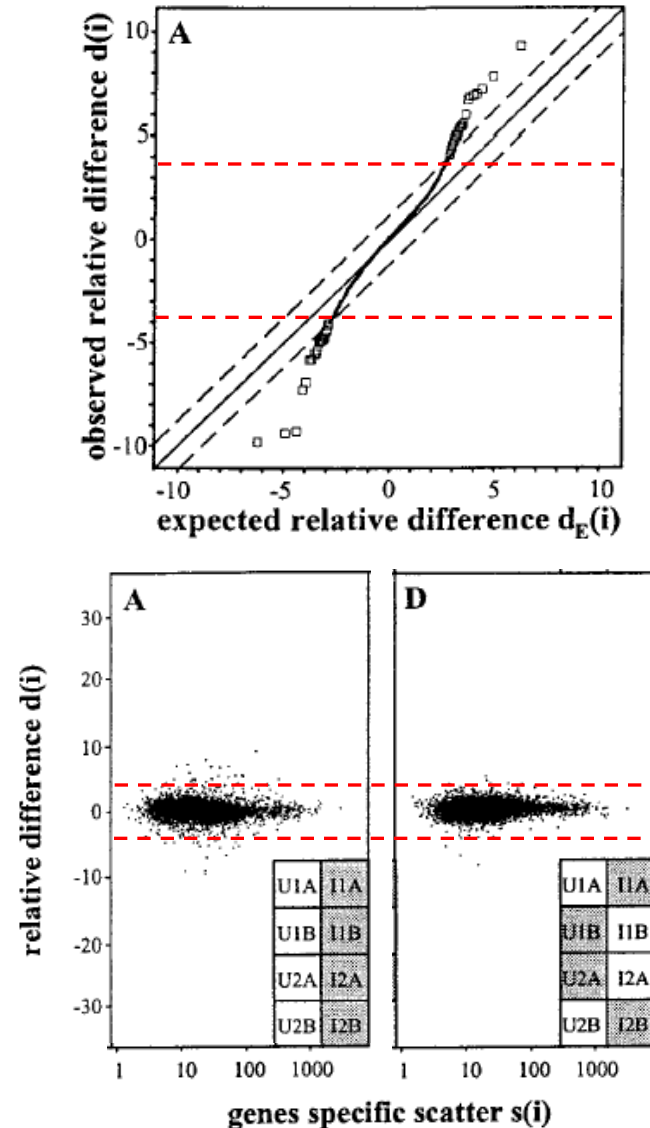 A
observed relative difference d(i)
10
5
0
-5
-10
-10 -5 0 5 10
expected relative difference dE(i)
A D
relative difference d(i)
30
20
10
0
-10
-20
-30
U1A I1A
U1B I1B
U2A I2A
U2B I2B
U1A I1A
U1B I1B
U2A I2A
U2B I2B
1 10 100 1000 1 10 100 1000
genes specific scatter s(i)